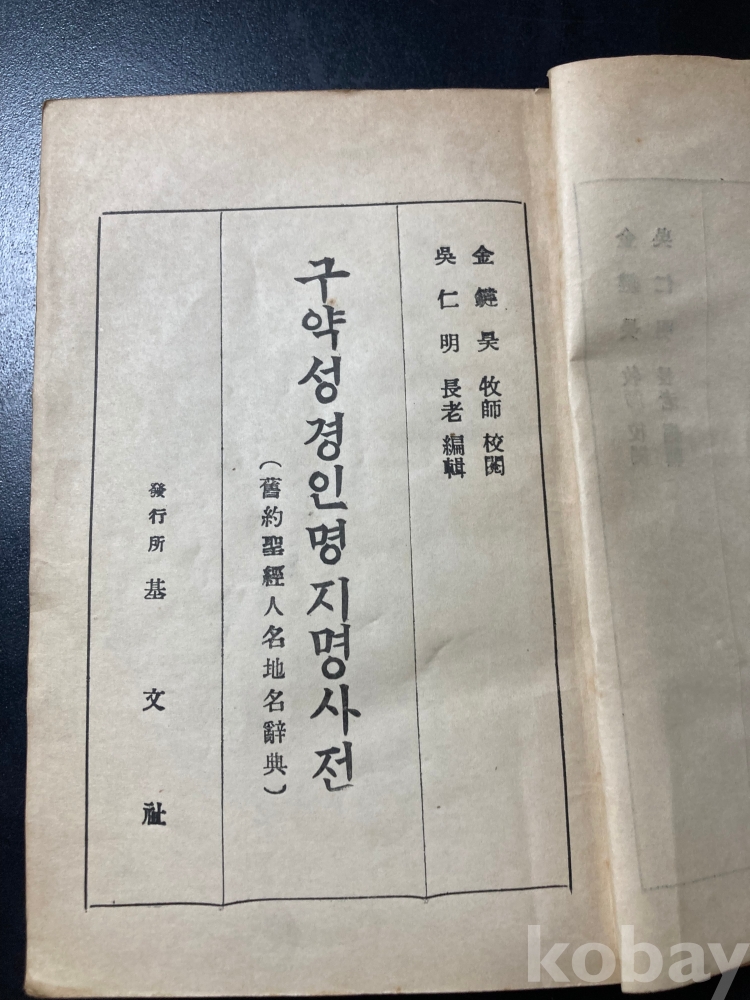 金鍵昊 牧師 校閱
吳仁明 長老 編輯
구약성경인명지명사전
(舊約聖經人名地名辭典)
發行所 基文社
kobay